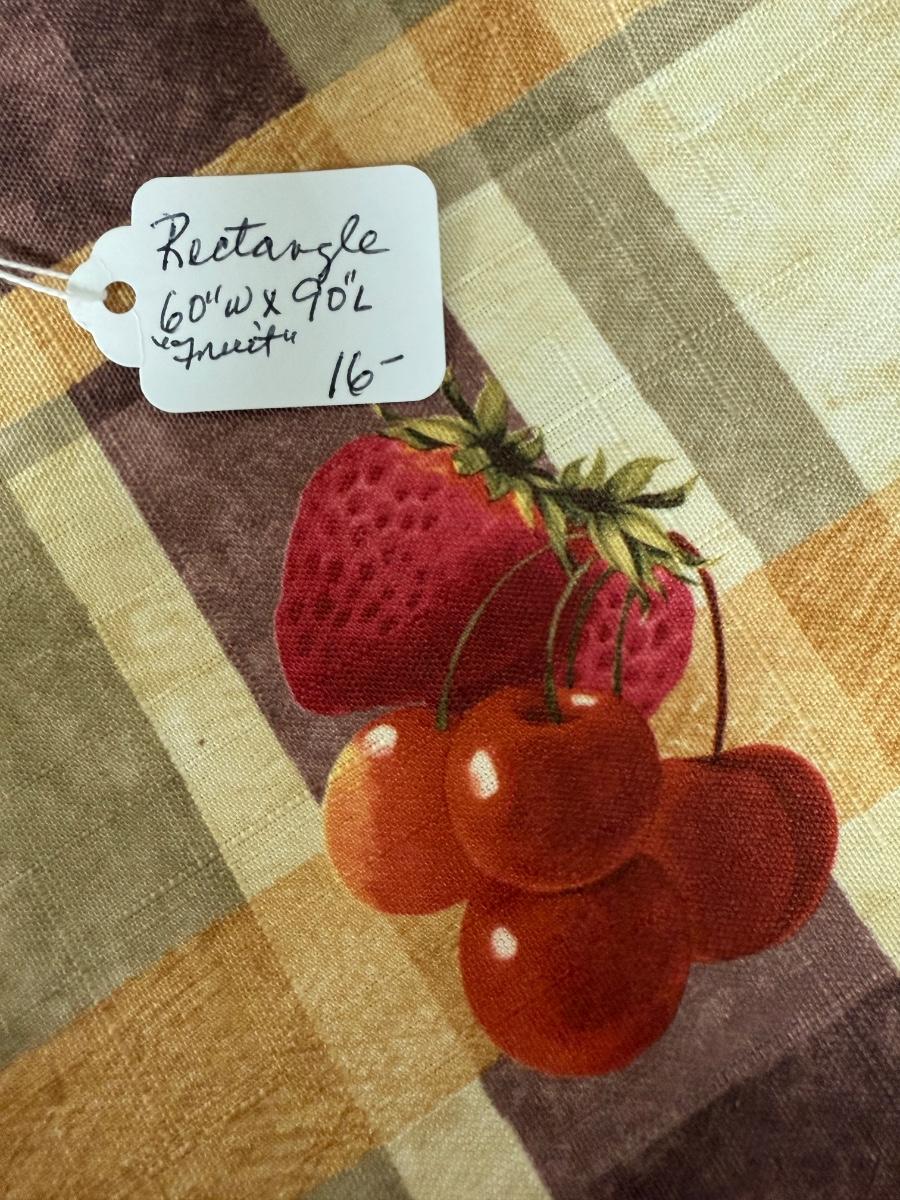 Rectangle
60"W x 90"L
"Fruit"
16-